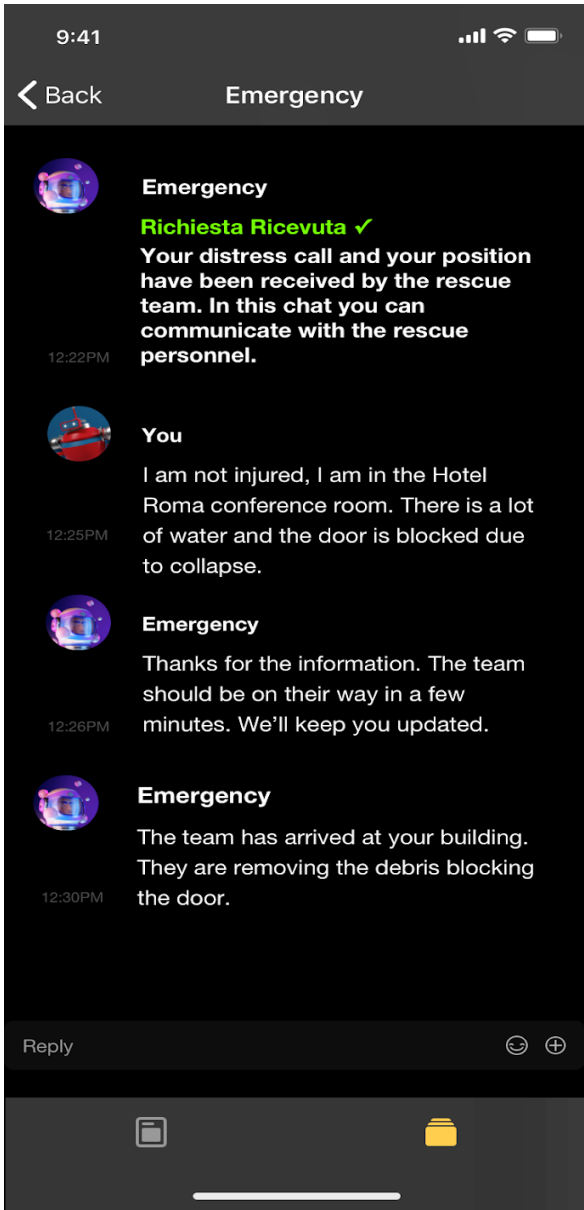 9:41
Back
Emergency
Emergency
Richiesta Ricevuta ✓
Your distress call and your position
have been received by the rescue
team. In this chat you can
communicate with the rescue
personnel.
12:22PM
You
I am not injured, I am in the Hotel
Roma conference room. There is a lot
of water and the door is blocked due
to collapse.
12:25PM
Emergency
Thanks for the information. The team
should be on their way in a few
minutes. We’ll keep you updated.
12:26PM
Emergency
The team has arrived at your building.
They are removing the debris blocking
the door.
12:30PM
Reply